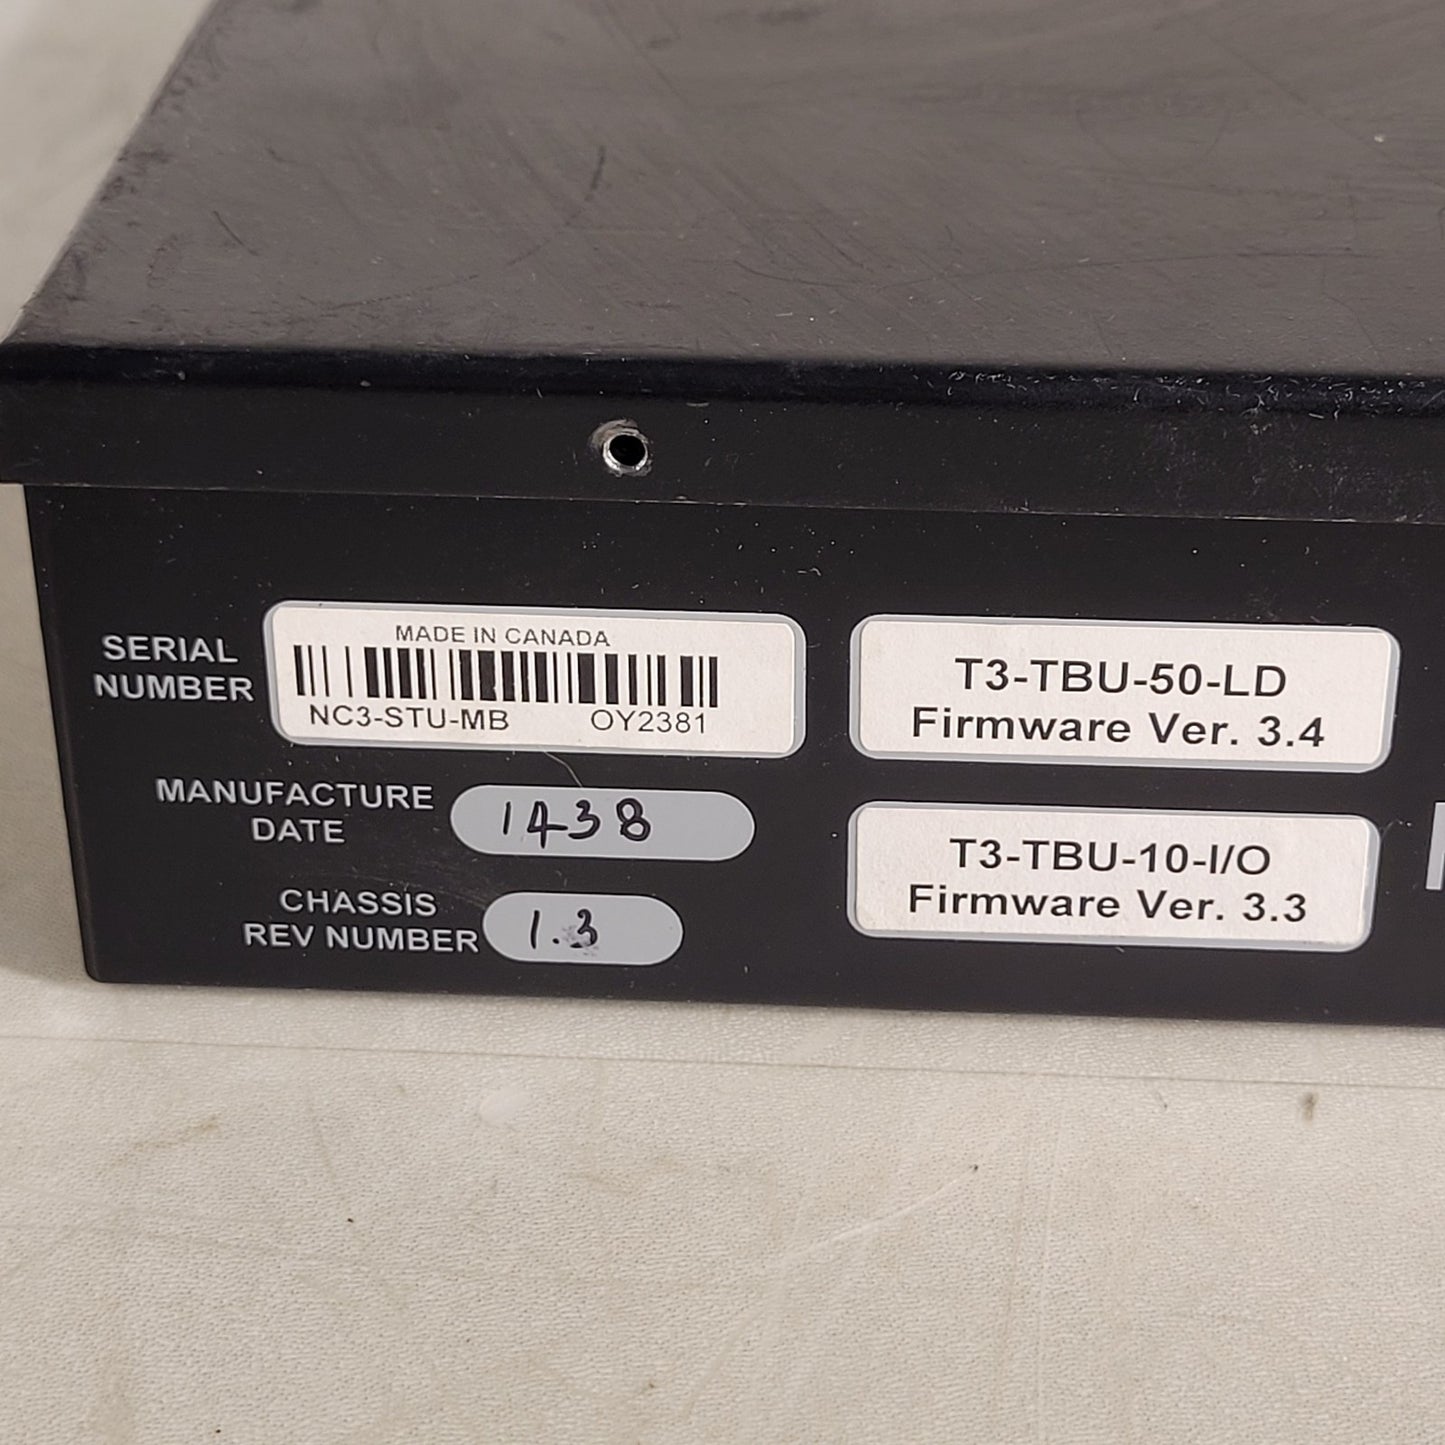 SERIAL
NUMBER
MADE IN CANADA
NC3-STU-MB OY2381
MANUFACTURE
DATE
1438
CHASSIS
REV NUMBER
1.3
T3-TBU-50-LD
Firmware Ver. 3.4
T3-TBU-10-I/O
Firmware Ver. 3.3